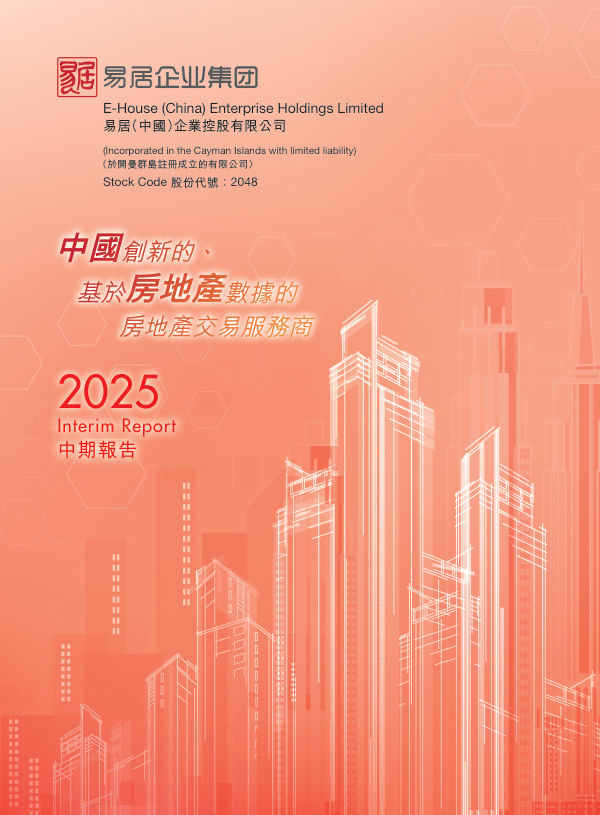 易居
易居企业集团
E-House (China) Enterprise Holdings Limited
易居(中國)企業控股有限公司
(Incorporated in the Cayman Islands with limited liability)
(於開曼群島註冊成立的有限公司)
Stock Code 股份代號：2048
中國創新的、
基於房地產數據的
房地產交易服務商
2025
Interim Report
中期報告